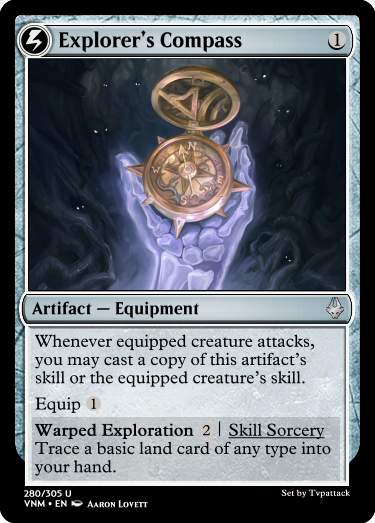 Explorer's Compass 1
Artifact — Equipment
Whenever equipped creature attacks,
you may cast a copy of this artifact's
skill or the equipped creature's skill.
Equip 1
Warped Exploration 2 | Skill Sorcery
Trace a basic land card of any type into
your hand.
280/305 U Set by Tvpattack
VNM • EN Aaron Lovett